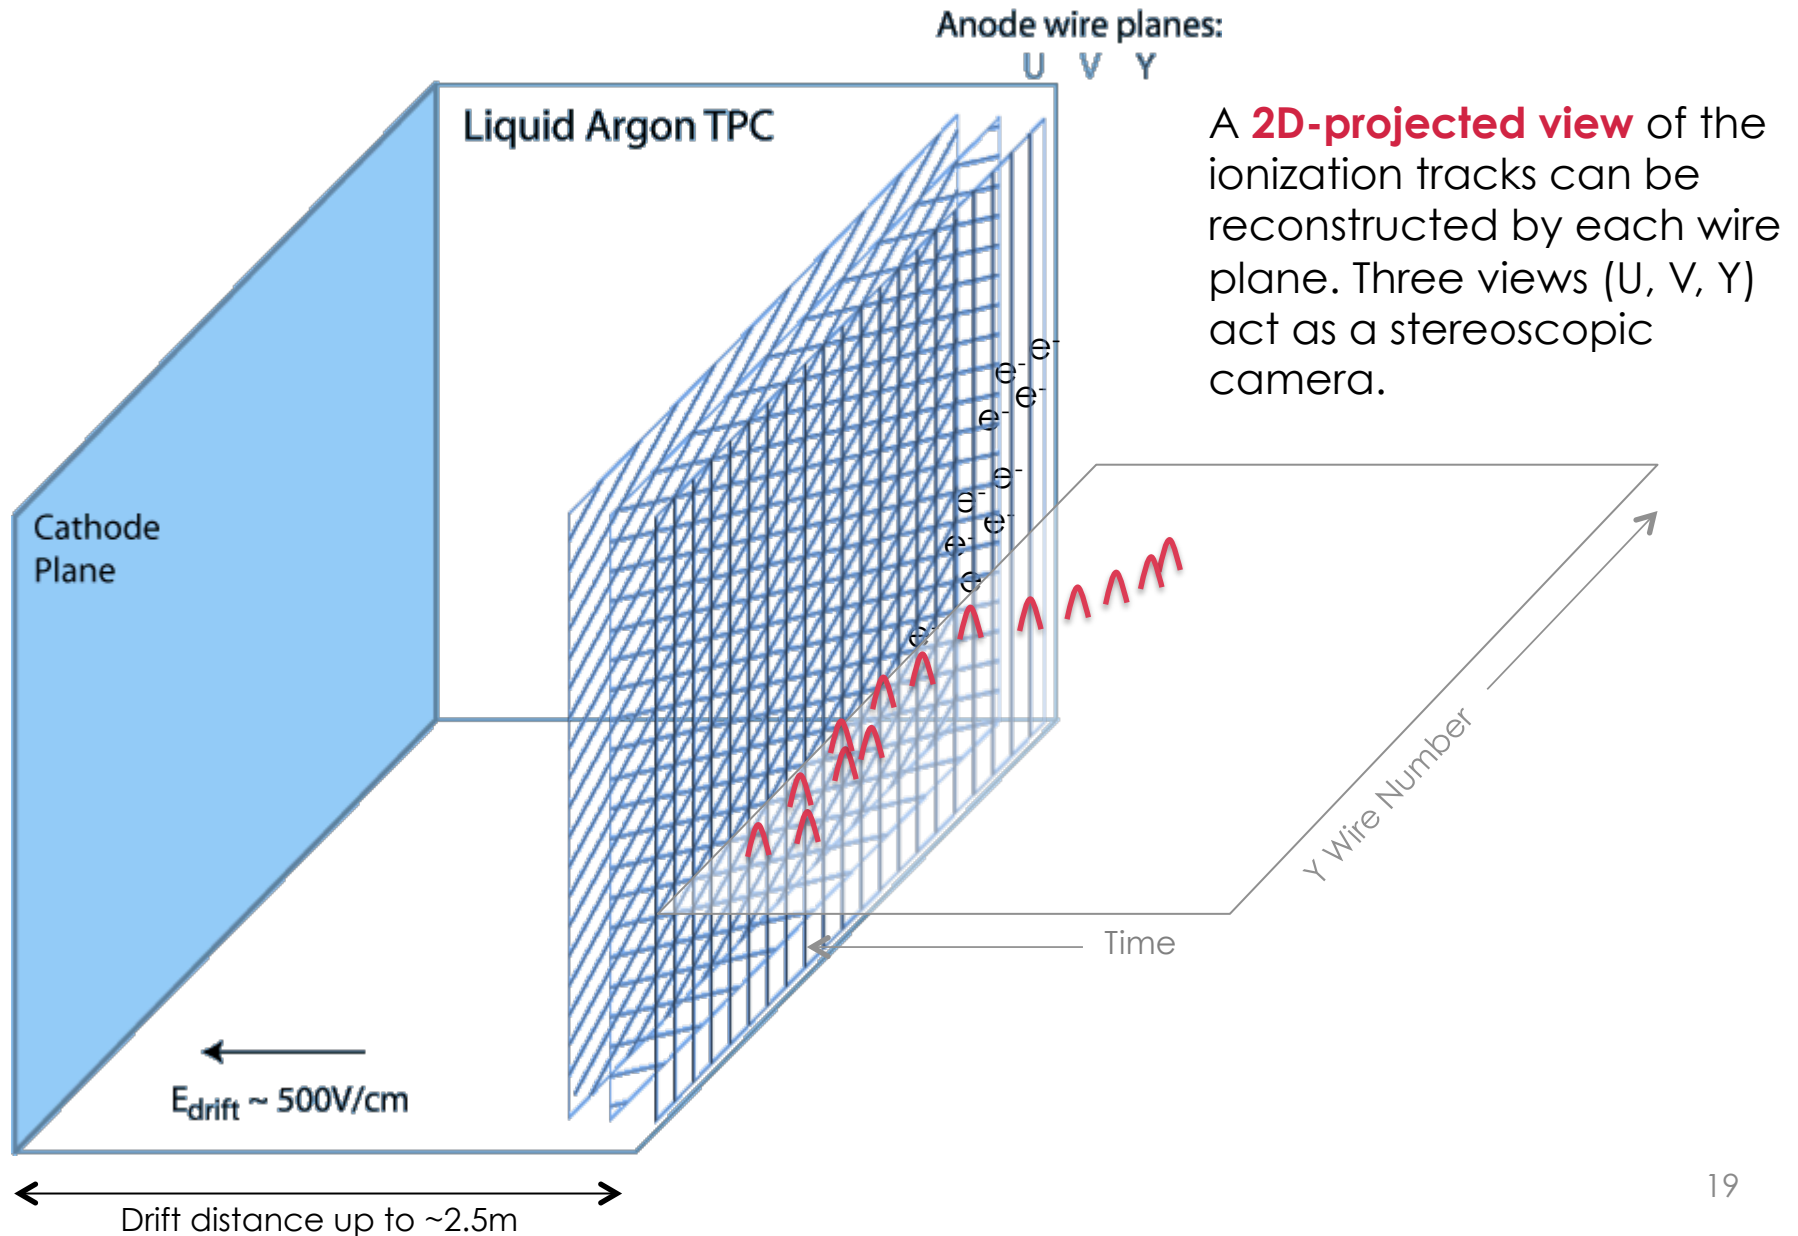 Anode wire planes:
U V Y
Liquid Argon TPC
A 2D-projected view of the
ionization tracks can be
reconstructed by each wire
plane. Three views (U, V, Y)
act as a stereoscopic
camera.
e-
e-
e-
e-
e-
e-
e-
e-
e-
e-
Cathode
Plane
Y Wire Number
Time
Edrift ~ 500V/cm
Drift distance up to ~2.5m
19